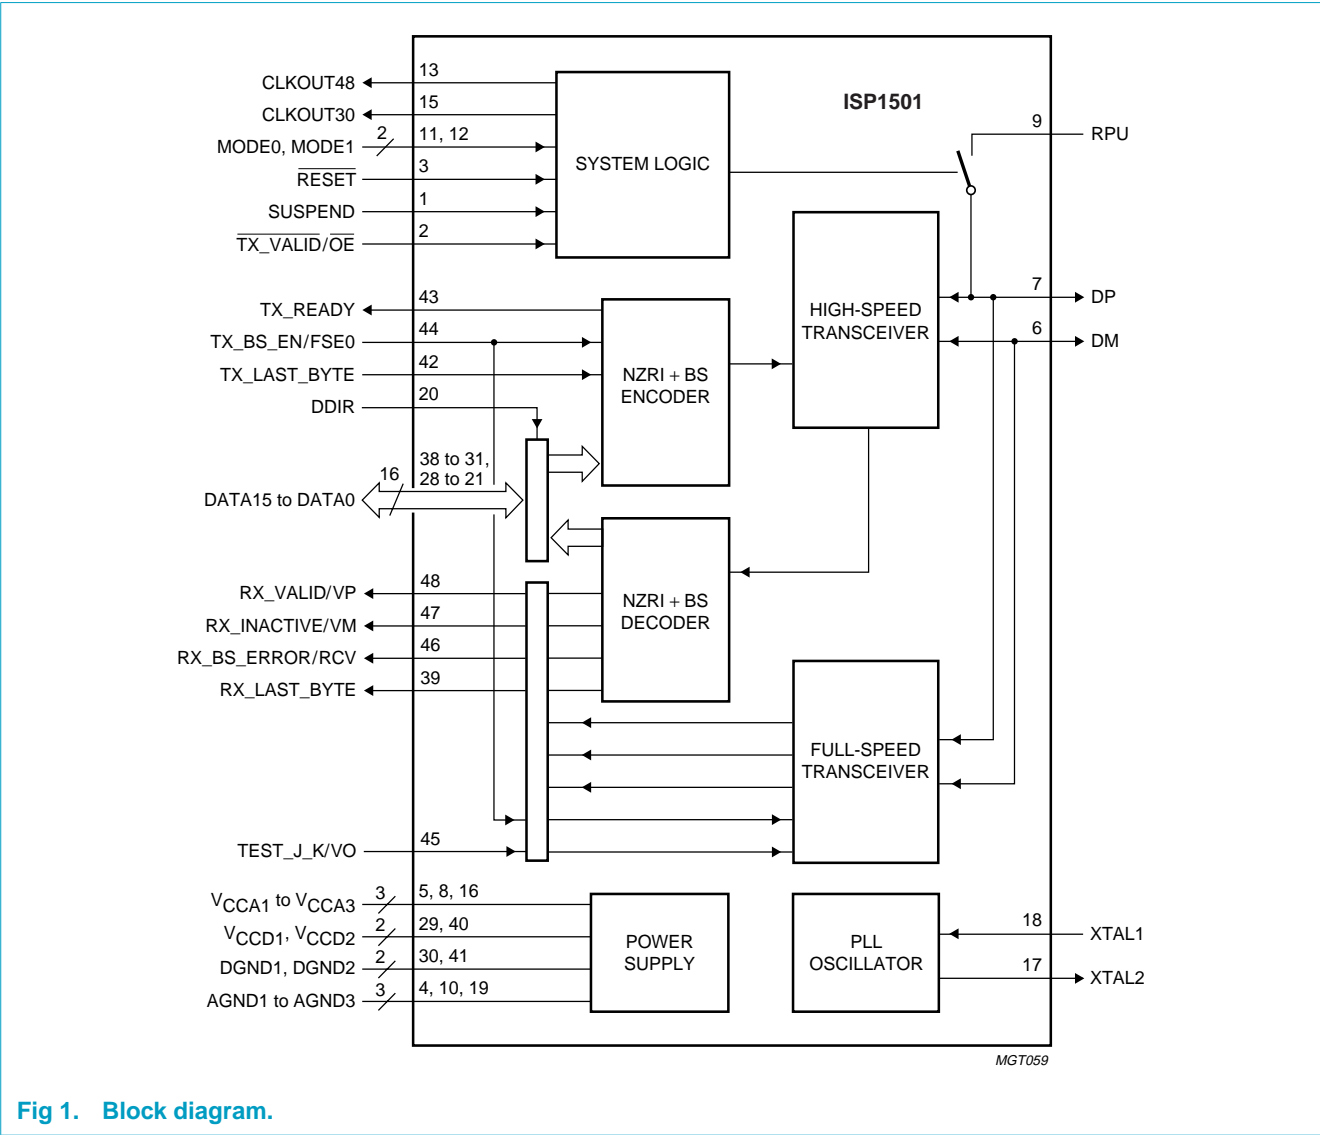 ISP1501
CLKOUT48
13
CLKOUT30
15
MODE0, MODE1
2
11, 12
RESET
3
SUSPEND
1
TX_VALID/OE
2
SYSTEM LOGIC
9
RPU
TX_READY
43
TX_BS_EN/FSE0
44
TX_LAST_BYTE
42
DDIR
20
NZRI + BS
ENCODER
HIGH-SPEED
TRANSCEIVER
7
DP
6
DM
DATA15 to DATA0
16
38 to 31,
28 to 21
RX_VALID/VP
48
RX_INACTIVE/VM
47
RX_BS_ERROR/RCV
46
RX_LAST_BYTE
39
NZRI + BS
DECODER
FULL-SPEED
TRANSCEIVER
TEST_J_K/VO
45
VCCA1 to VCCA3
3
5, 8, 16
VCCD1, VCCD2
2
29, 40
DGND1, DGND2
2
30, 41
AGND1 to AGND3
3
4, 10, 19
POWER
SUPPLY
PLL
OSCILLATOR
18
XTAL1
17
XTAL2
MGT059
Fig 1. Block diagram.